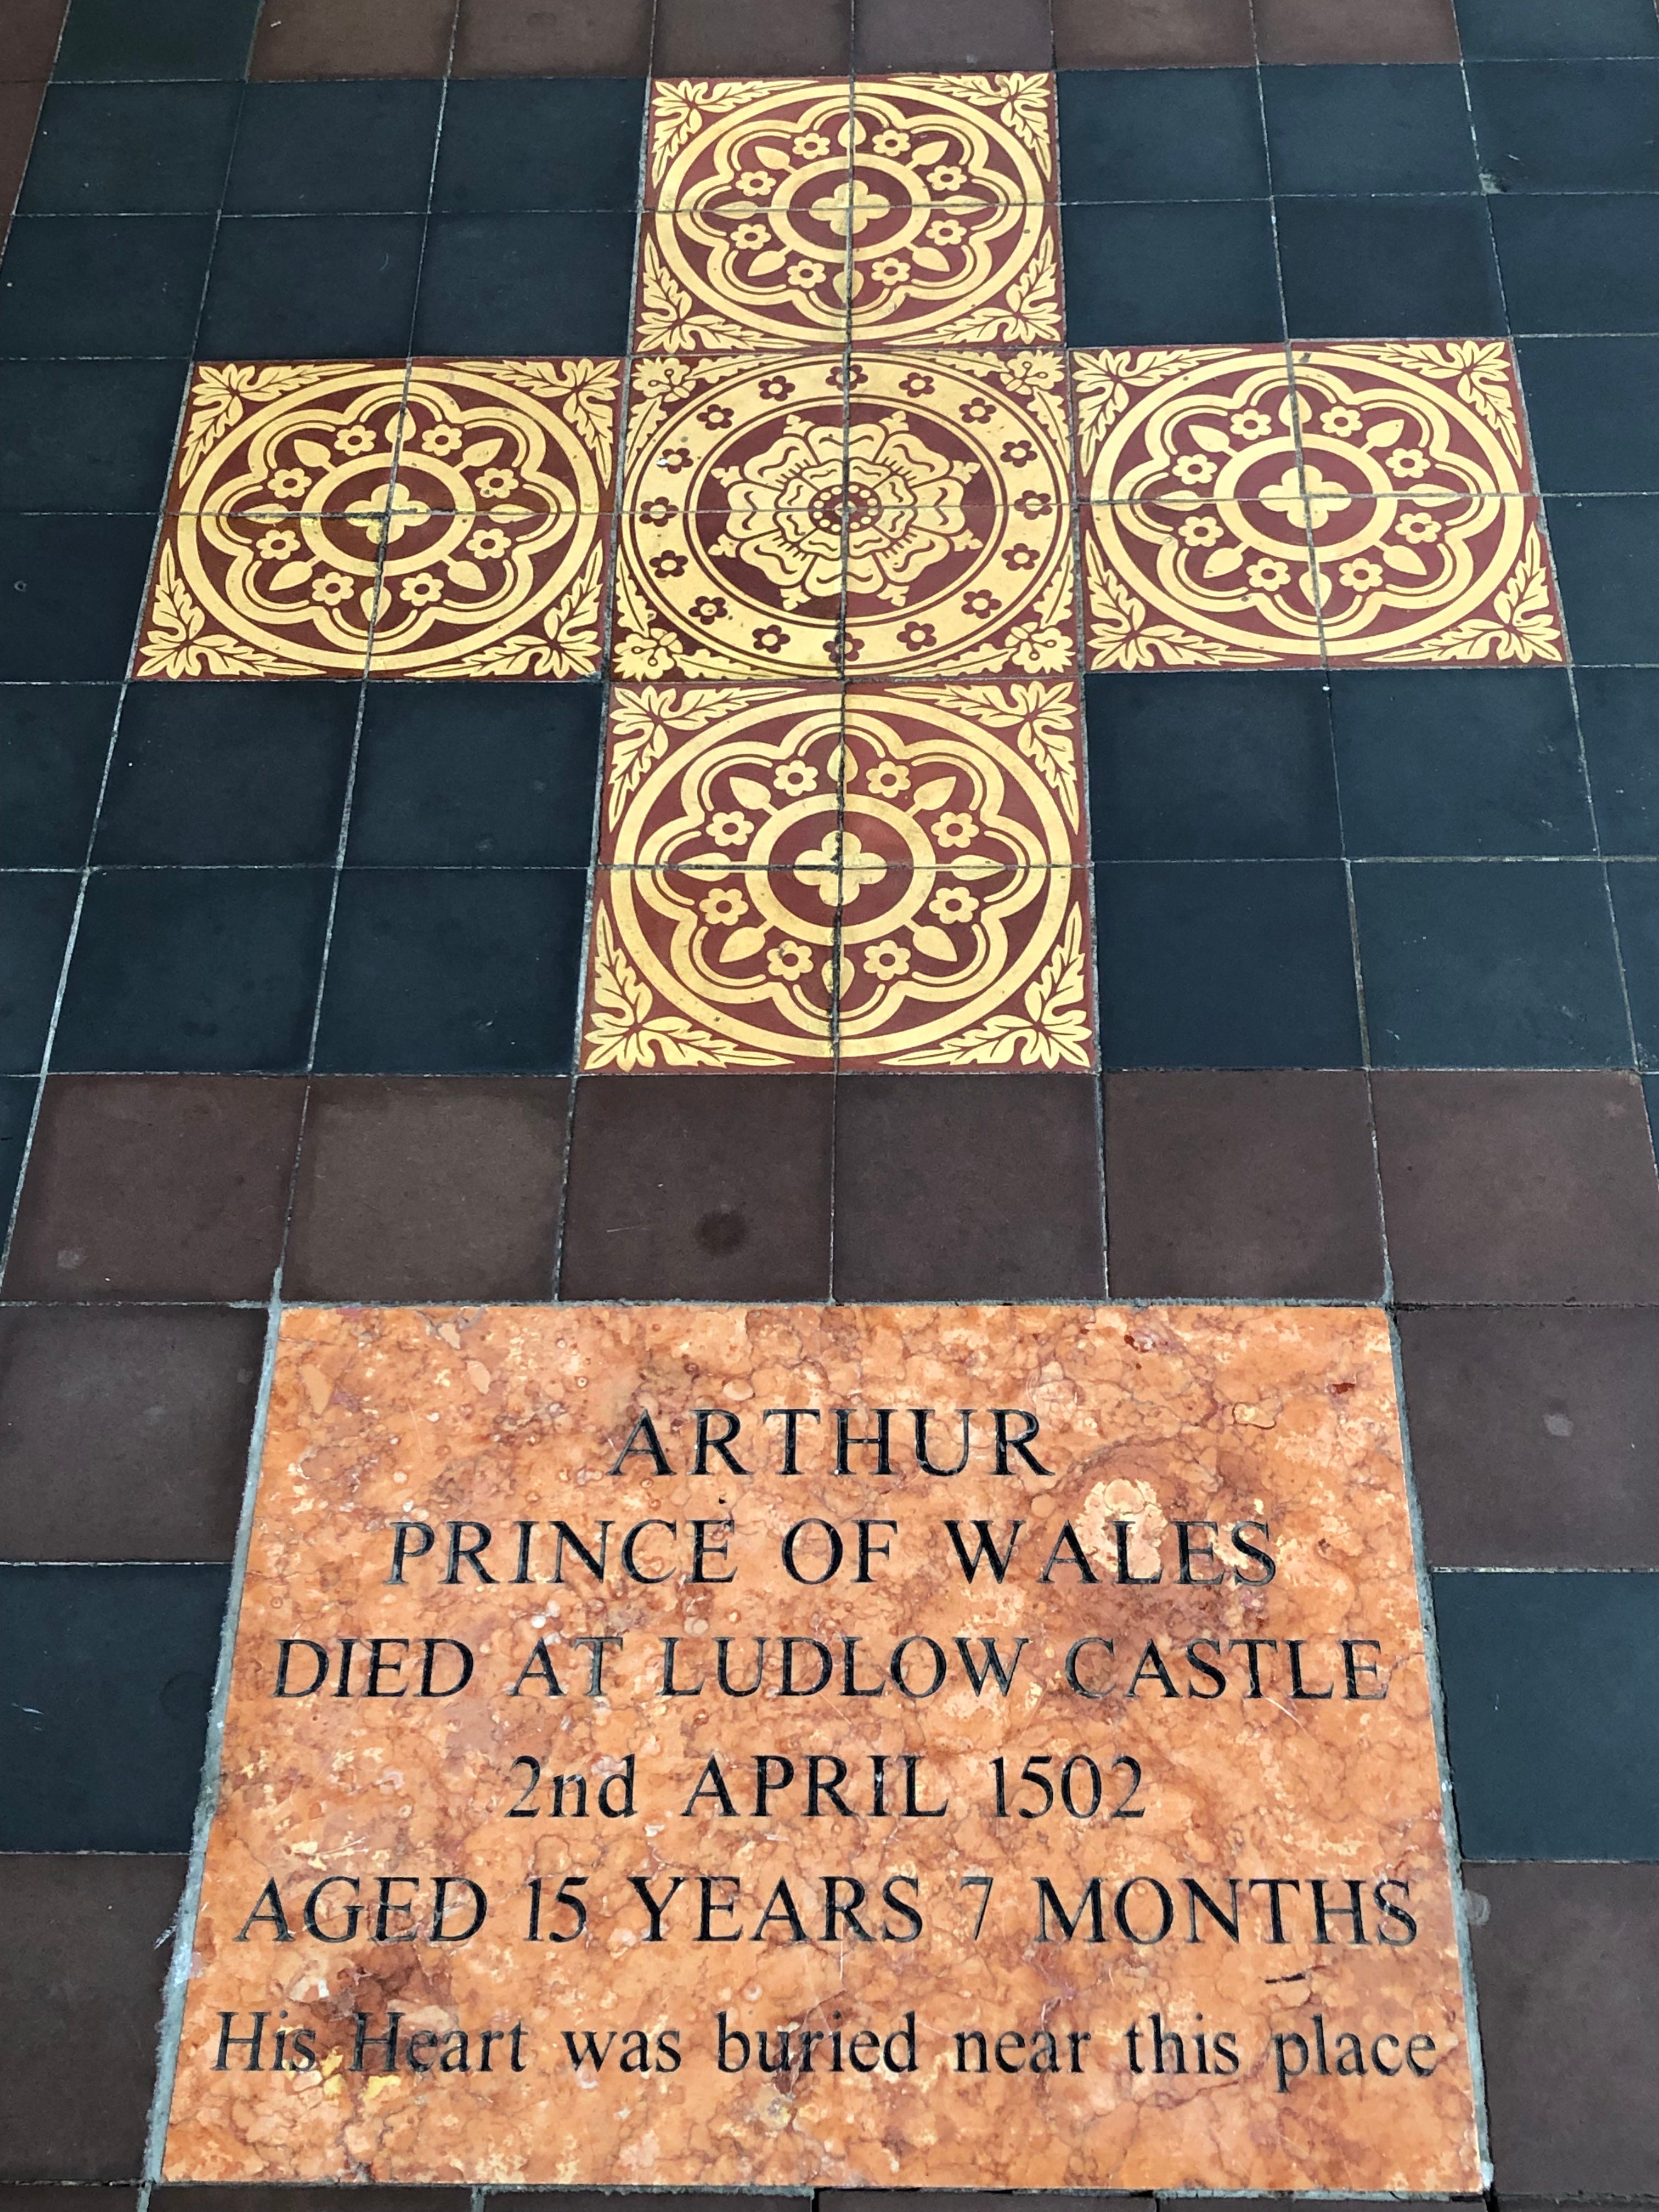 ARTHUR
PRINCE OF WALES
DIED AT LUDLOW CASTLE
2nd APRIL 1502
AGED 15 YEARS 7 MONTHS
His Heart was buried near this place